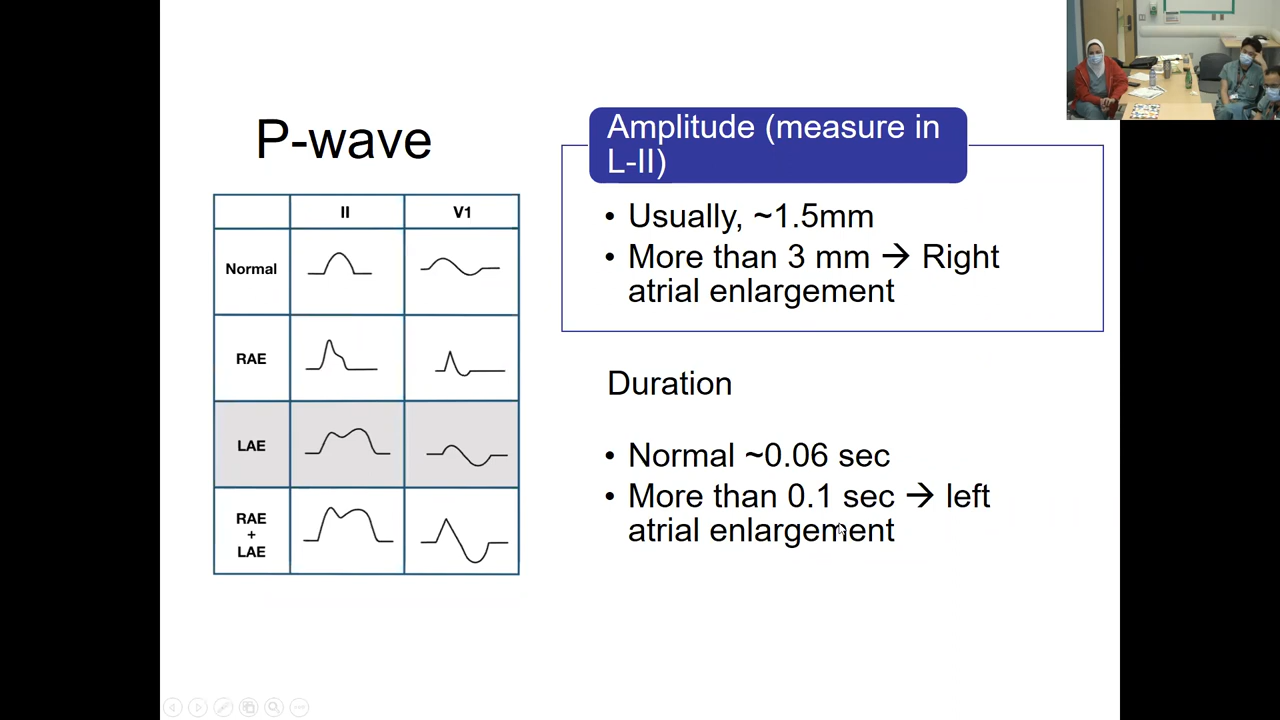 P-wave
II V1
Normal
RAE
LAE
RAE
+
LAE
Amplitude (measure in
L-II)
• Usually, ~1.5mm
• More than 3 mm → Right
atrial enlargement
Duration
• Normal ~0.06 sec
• More than 0.1 sec → left
atrial enlargement